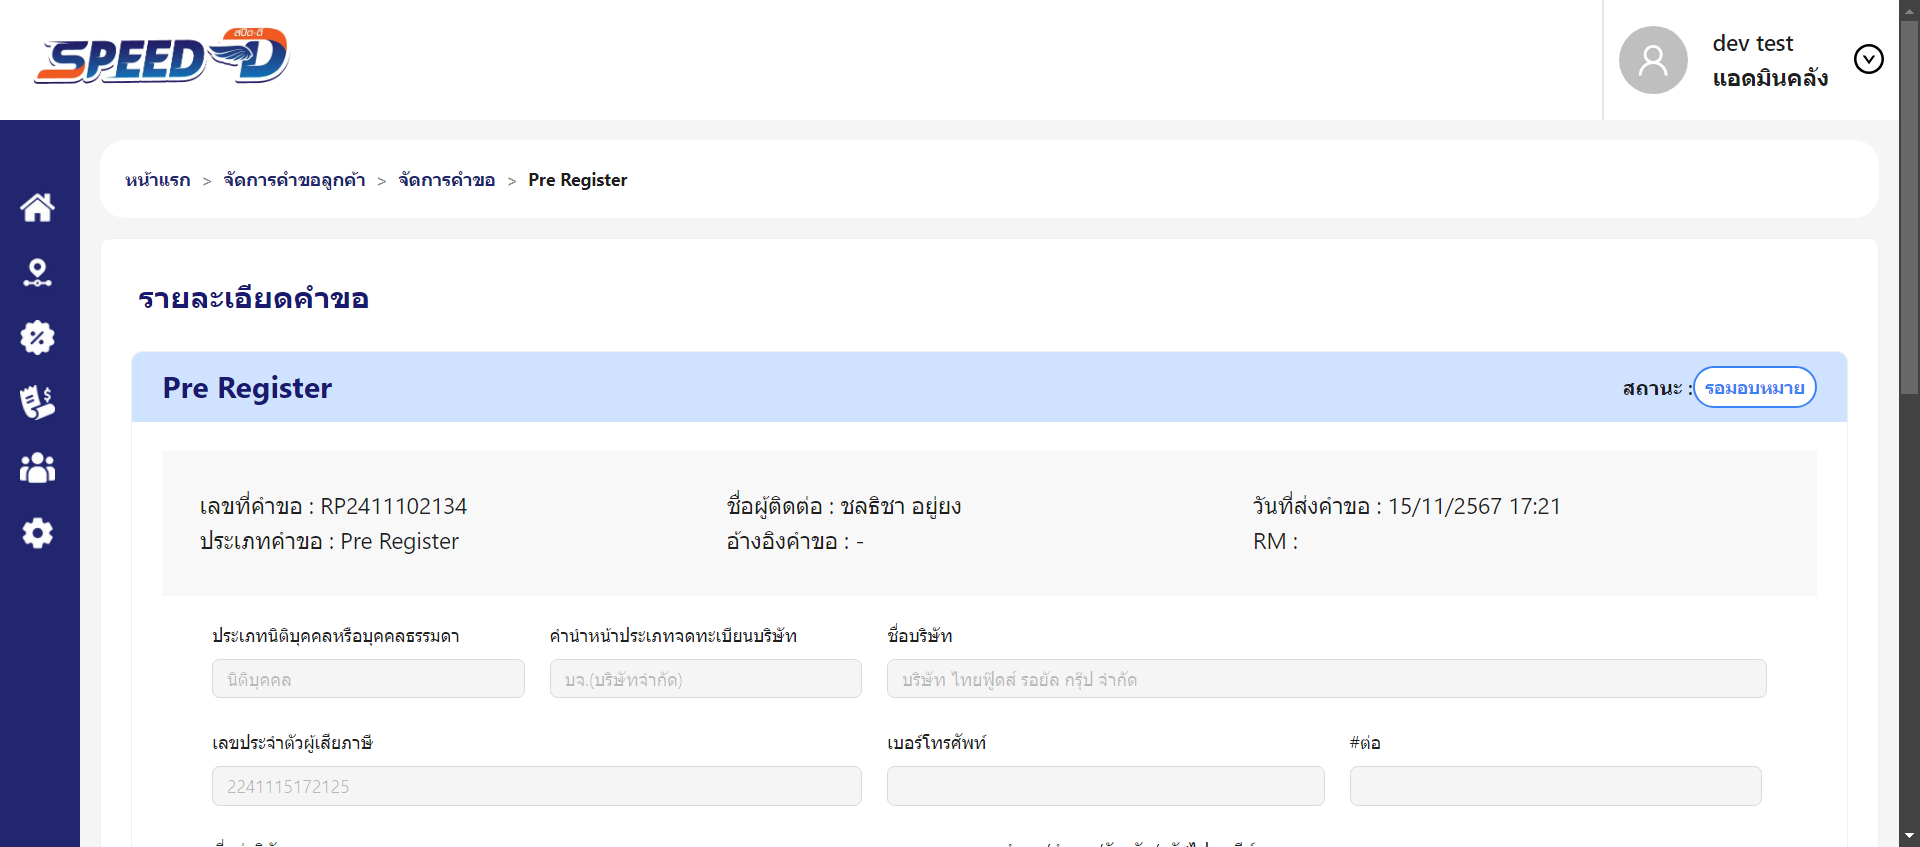 สปีด-ดี
SPEED-D
dev test
แอดมินคลัง
หน้าแรก > จัดการคำขอลูกค้า > จัดการคำขอ > Pre Register
รายละเอียดคำขอ
Pre Register
สถานะ : รอมอบหมาย
เลขที่คำขอ : RP2411102134
ชื่อผู้ติดต่อ : ชลธิชา อยู่ยง
วันที่ส่งคำขอ : 15/11/2567 17:21
ประเภทคำขอ : Pre Register
อ้างอิงคำขอ : -
RM :
ประเภทนิติบุคคลหรือบุคคลธรรมดา
คำนำหน้าประเภทจดทะเบียนบริษัท
ชื่อบริษัท
นิติบุคคล
บจ.(บริษัทจำกัด)
บริษัท ไทยฟู๊ดส์ รอยัล กรุ๊ป จำกัด
เลขประจำตัวผู้เสียภาษี
เบอร์โทรศัพท์
#ต่อ
2241115172125